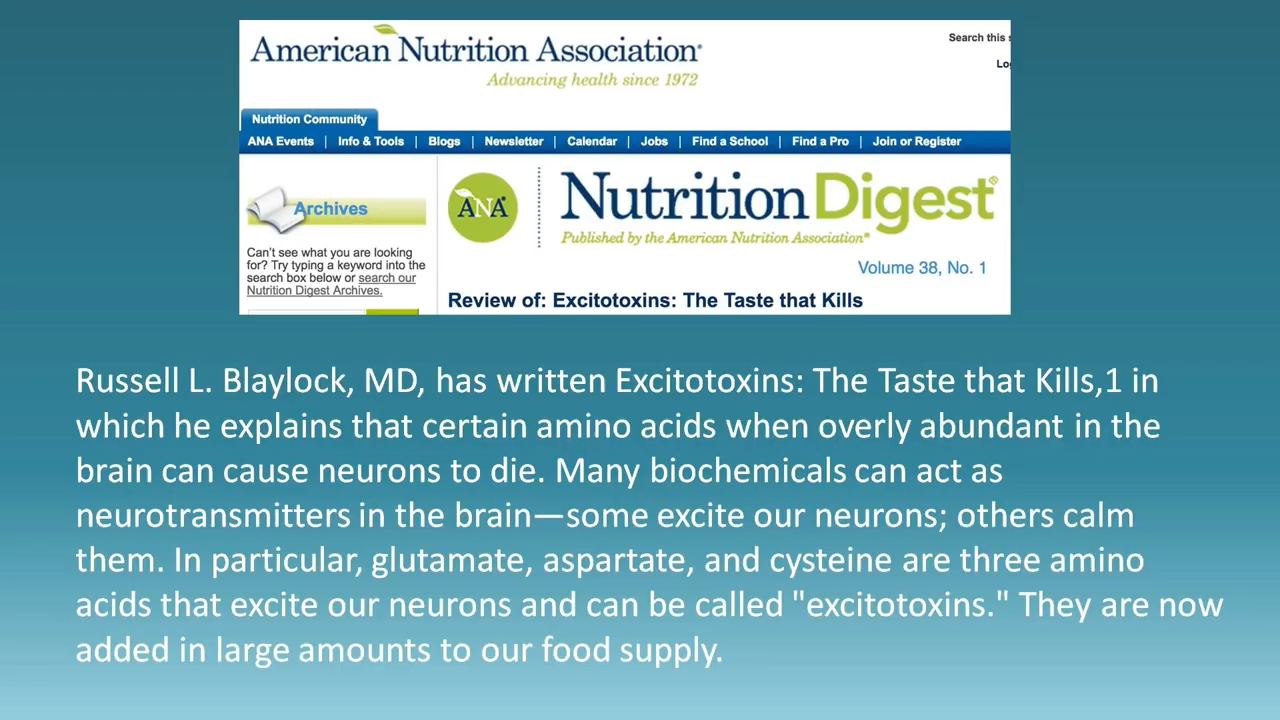 American Nutrition Association®
Advancing health since 1972
Search this
Nutrition Community
ANA Events | Info & Tools | Blogs | Newsletter | Calendar | Jobs | Find a School | Find a Pro | Join or Register
Archives
Can't see what you are looking
for? Try typing a keyword into the
search box below or search our
Nutrition Digest Archives.
ANA®
Nutrition Digest®
Published by the American Nutrition Association®
Volume 38, No. 1
Review of: Excitotoxins: The Taste that Kills
Russell L. Blaylock, MD, has written Excitotoxins: The Taste that Kills,1 in
which he explains that certain amino acids when overly abundant in the
brain can cause neurons to die. Many biochemicals can act as
neurotransmitters in the brain—some excite our neurons; others calm
them. In particular, glutamate, aspartate, and cysteine are three amino
acids that excite our neurons and can be called "excitotoxins." They are now
added in large amounts to our food supply.